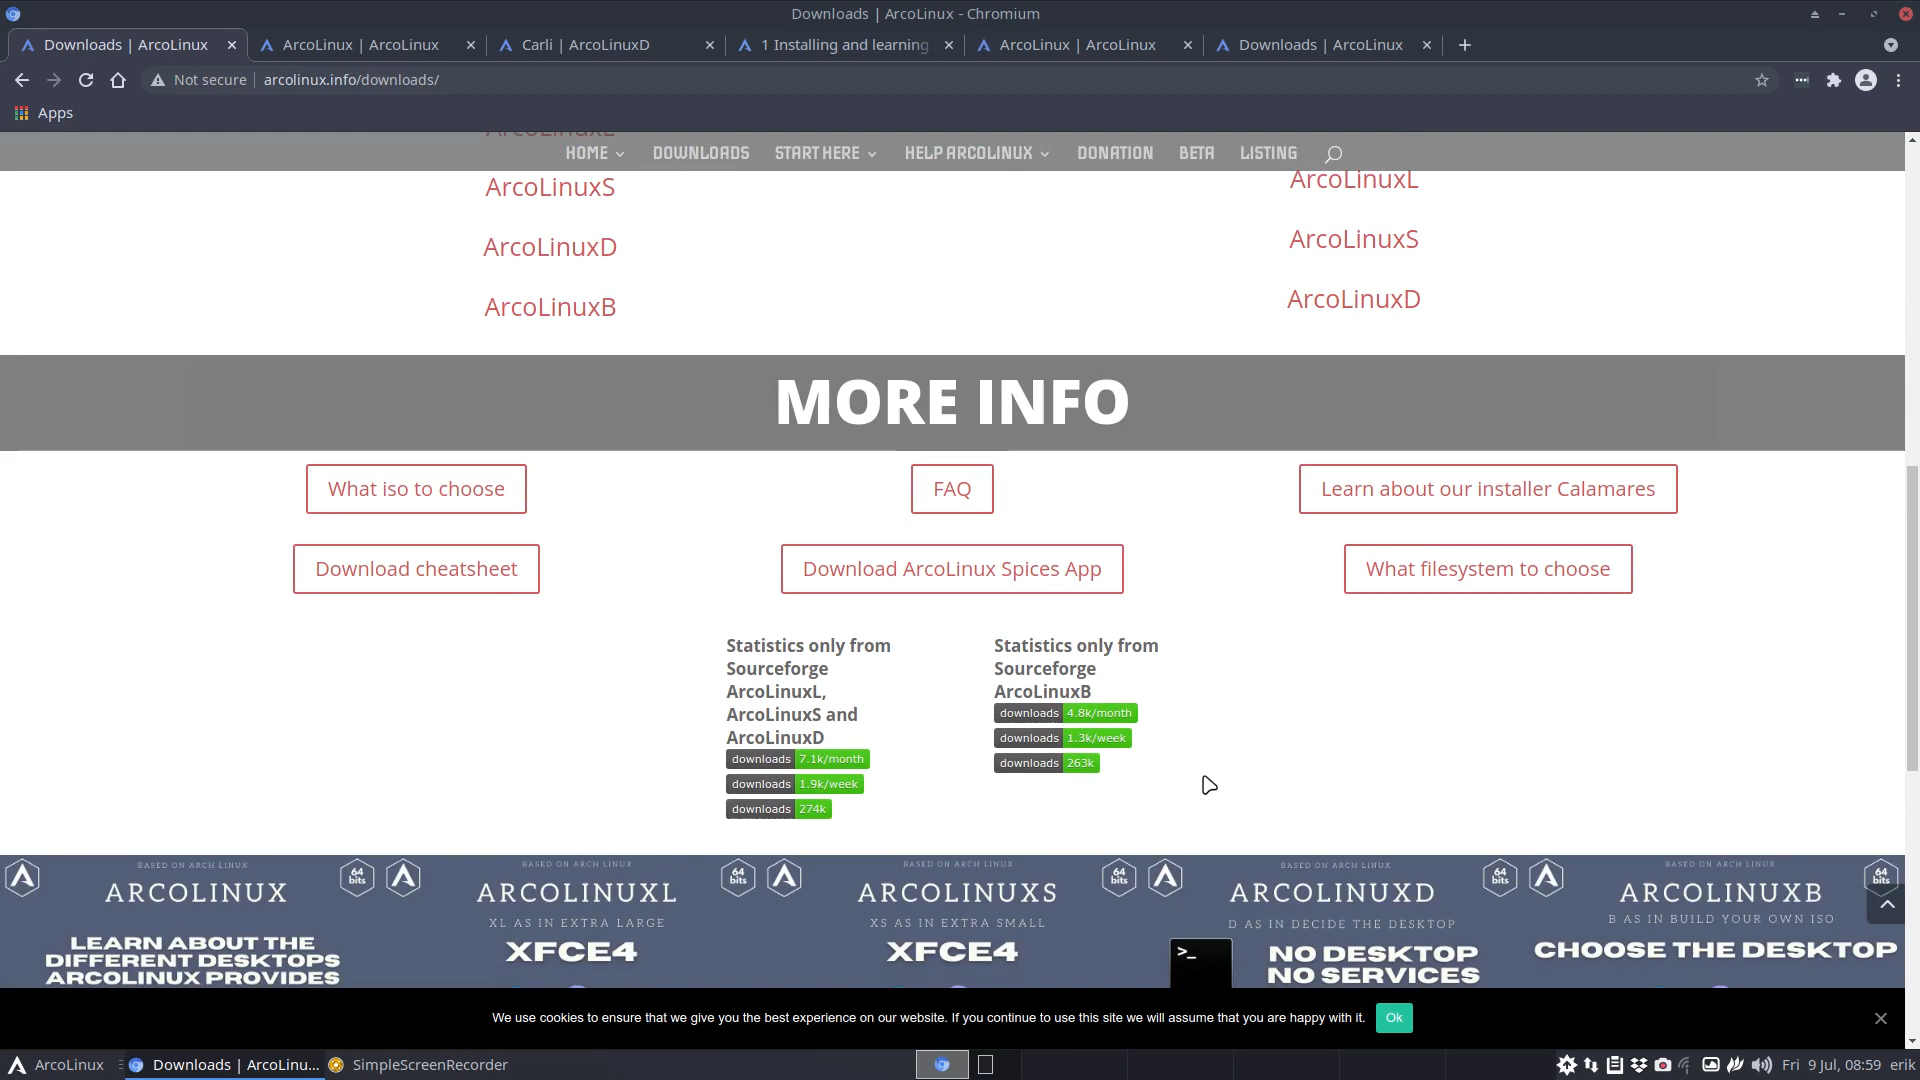 Downloads | ArcoLinux - Chromium
Downloads | ArcoLinux
ArcoLinux | ArcoLinux
Carli | ArcoLinuxD
1 Installing and learning
ArcoLinux | ArcoLinux
Downloads | ArcoLinux
Not secure
arcolinux.info/downloads/
Apps
HOME
DOWNLOADS
START HERE
HELP ARCOLINUX
DONATION
BETA
LISTING
ArcoLinuxS
ArcoLinuxD
ArcoLinuxB
ArcoLinuxL
ArcoLinuxS
ArcoLinuxD
MORE INFO
What iso to choose
FAQ
Learn about our installer Calamares
Download cheatsheet
Download ArcoLinux Spices App
What filesystem to choose
Statistics only from
Sourceforge
ArcoLinuxL,
ArcoLinuxS and
ArcoLinuxD
downloads 7.1k/month
downloads 1.9k/week
downloads 274k
Statistics only from
Sourceforge
ArcoLinuxB
downloads 4.8k/month
downloads 1.3k/week
downloads 263k
BASED ON ARCH LINUX
ARCOLINUX
64
bits
LEARN ABOUT THE
DIFFERENT DESKTOPS
ARCOLINUX PROVIDES
BASED ON ARCH LINUX
ARCOLINUXL
64
bits
XL AS IN EXTRA LARGE
XFCE4
BASED ON ARCH LINUX
ARCOLINUXS
64
bits
XS AS IN EXTRA SMALL
XFCE4
BASED ON ARCH LINUX
ARCOLINUXD
64
bits
D AS IN DECIDE THE DESKTOP
>_
NO DESKTOP
NO SERVICES
BASED ON ARCH LINUX
ARCOLINUXB
64
bits
B AS IN BUILD YOUR OWN ISO
CHOOSE THE DESKTOP
We use cookies to ensure that we give you the best experience on our website. If you continue to use this site we will assume that you are happy with it.
Ok
ArcoLinux
Downloads | ArcoLinu...
SimpleScreenRecorder
Fri 9 Jul, 08:59
erik